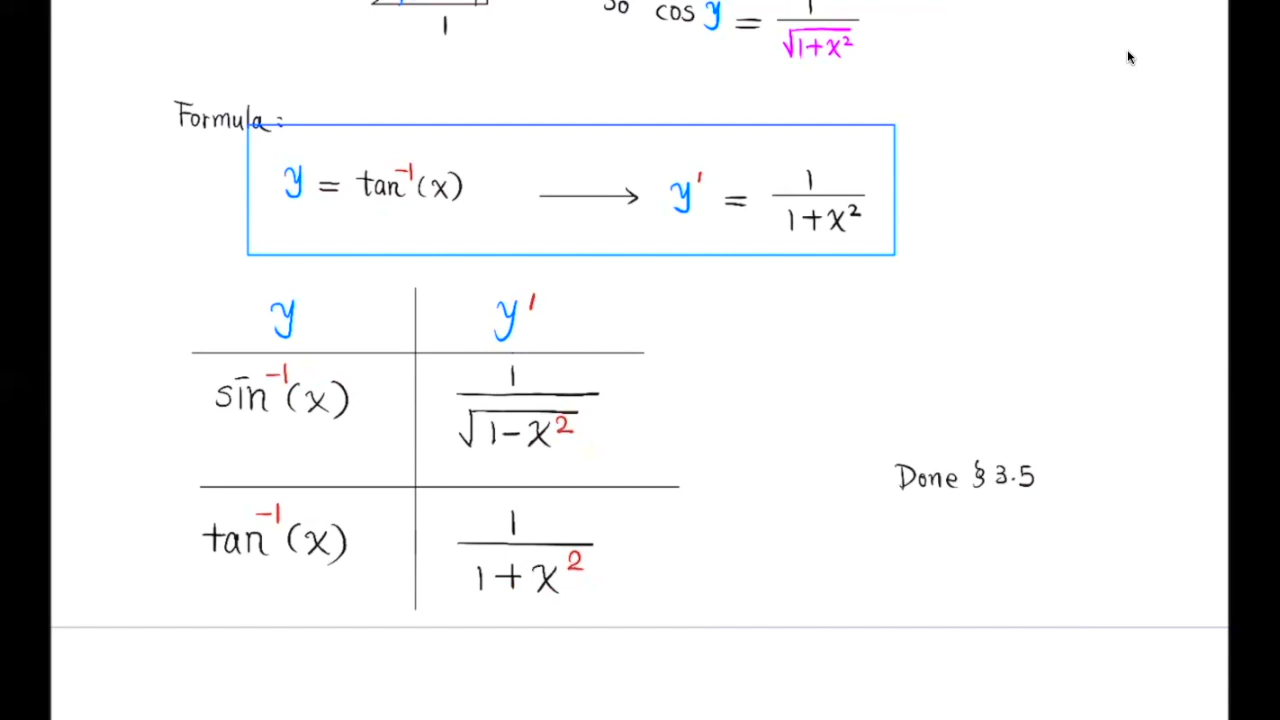 So cos y = 1/√(1+x²)
1
Formula:
y = tan⁻¹(x) ⟶ y' = 1/(1+x²)
y | y'
sin⁻¹(x) | 1/√(1-x²)
Done § 3.5
tan⁻¹(x) | 1/(1+x²)